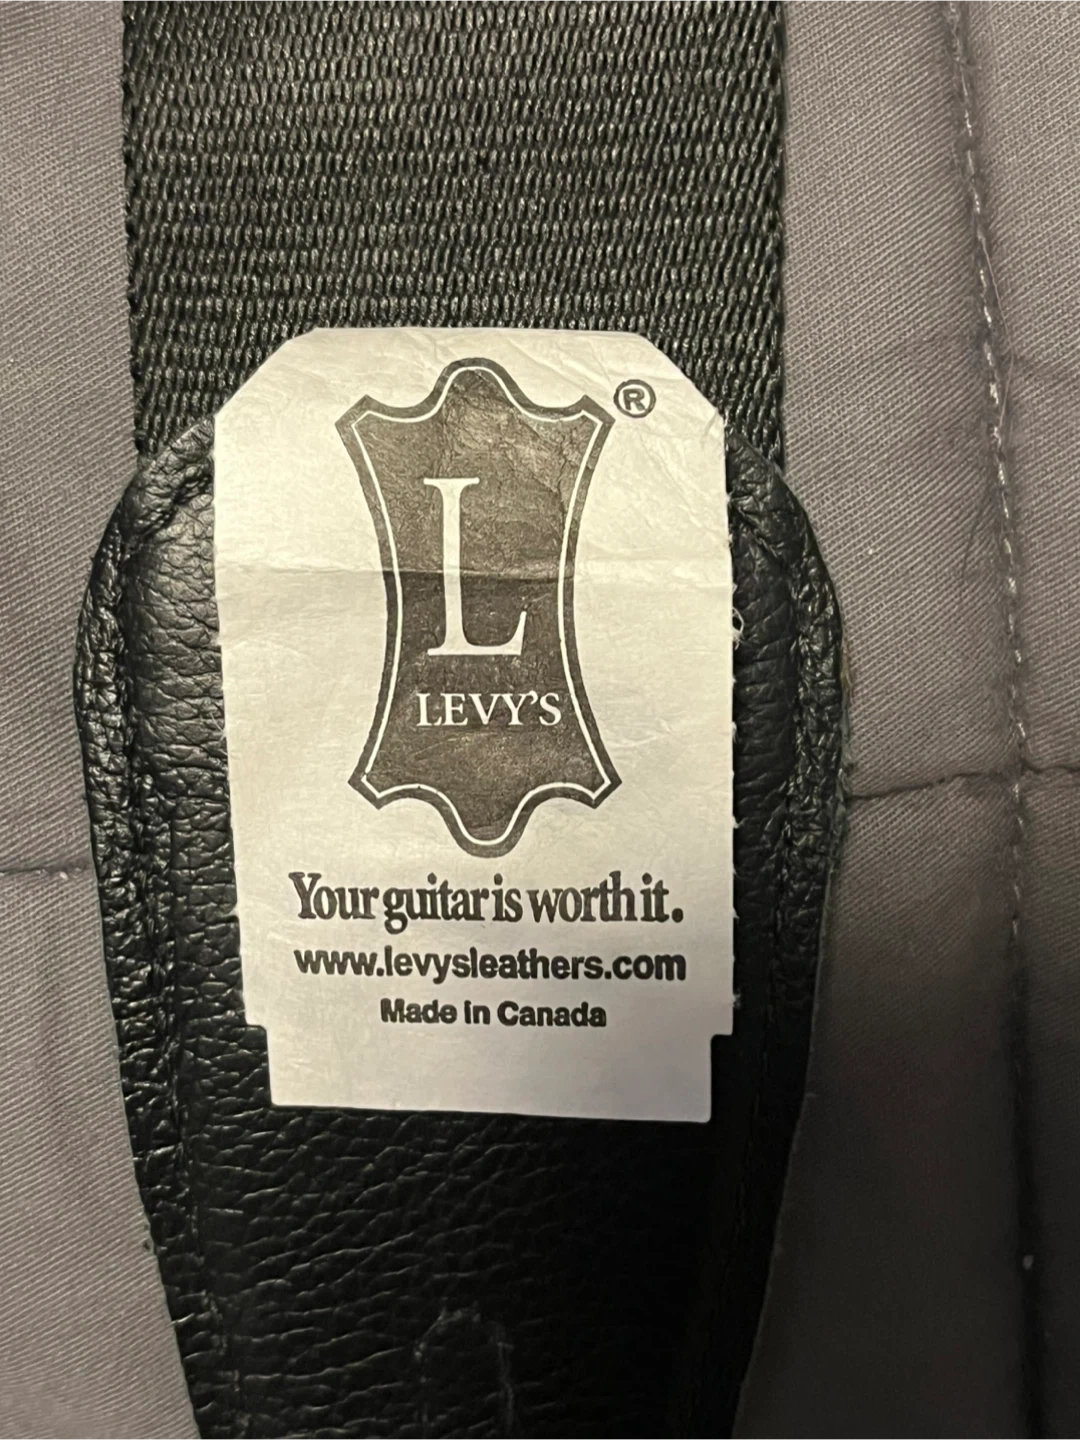 ®
L
LEVY'S
Your guitar is worth it.
www.levysleathers.com
Made in Canada